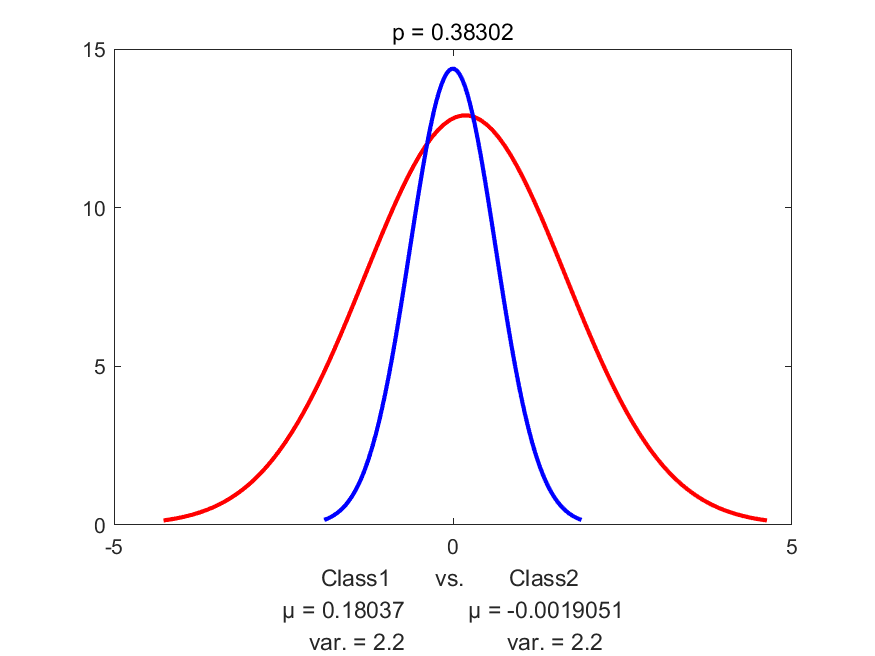 p = 0.38302
15
10
5
0
-5 0 5
Class1 vs. Class2
μ = 0.18037 μ = -0.0019051
var. = 2.2 var. = 2.2